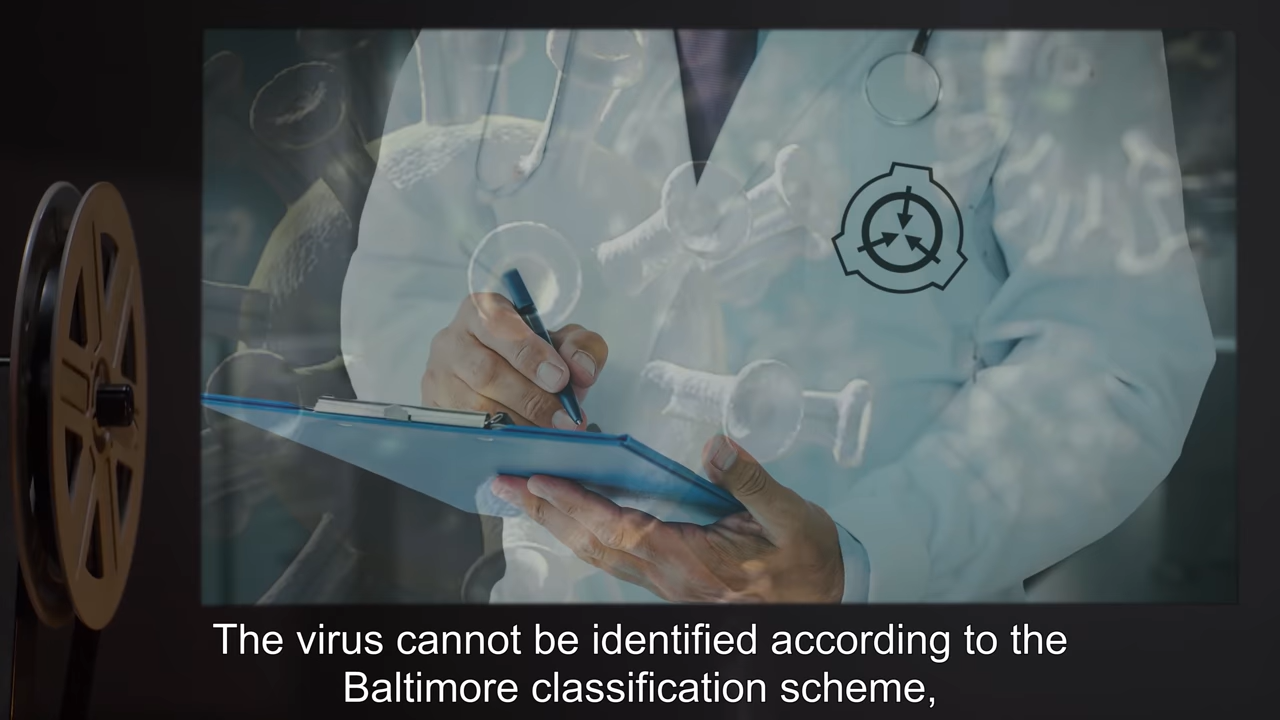 The virus cannot be identified according to the
Baltimore classification scheme,